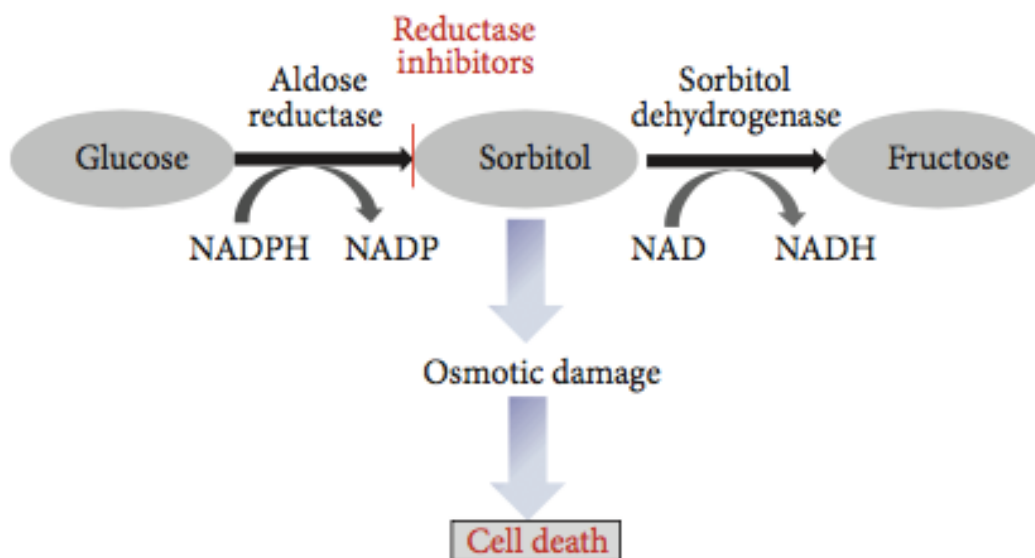 Reductase
inhibitors
Aldose
reductase
Sorbitol
dehydrogenase
Glucose
Sorbitol
Fructose
NADPH
NADP
NAD
NADH
Osmotic damage
Cell death